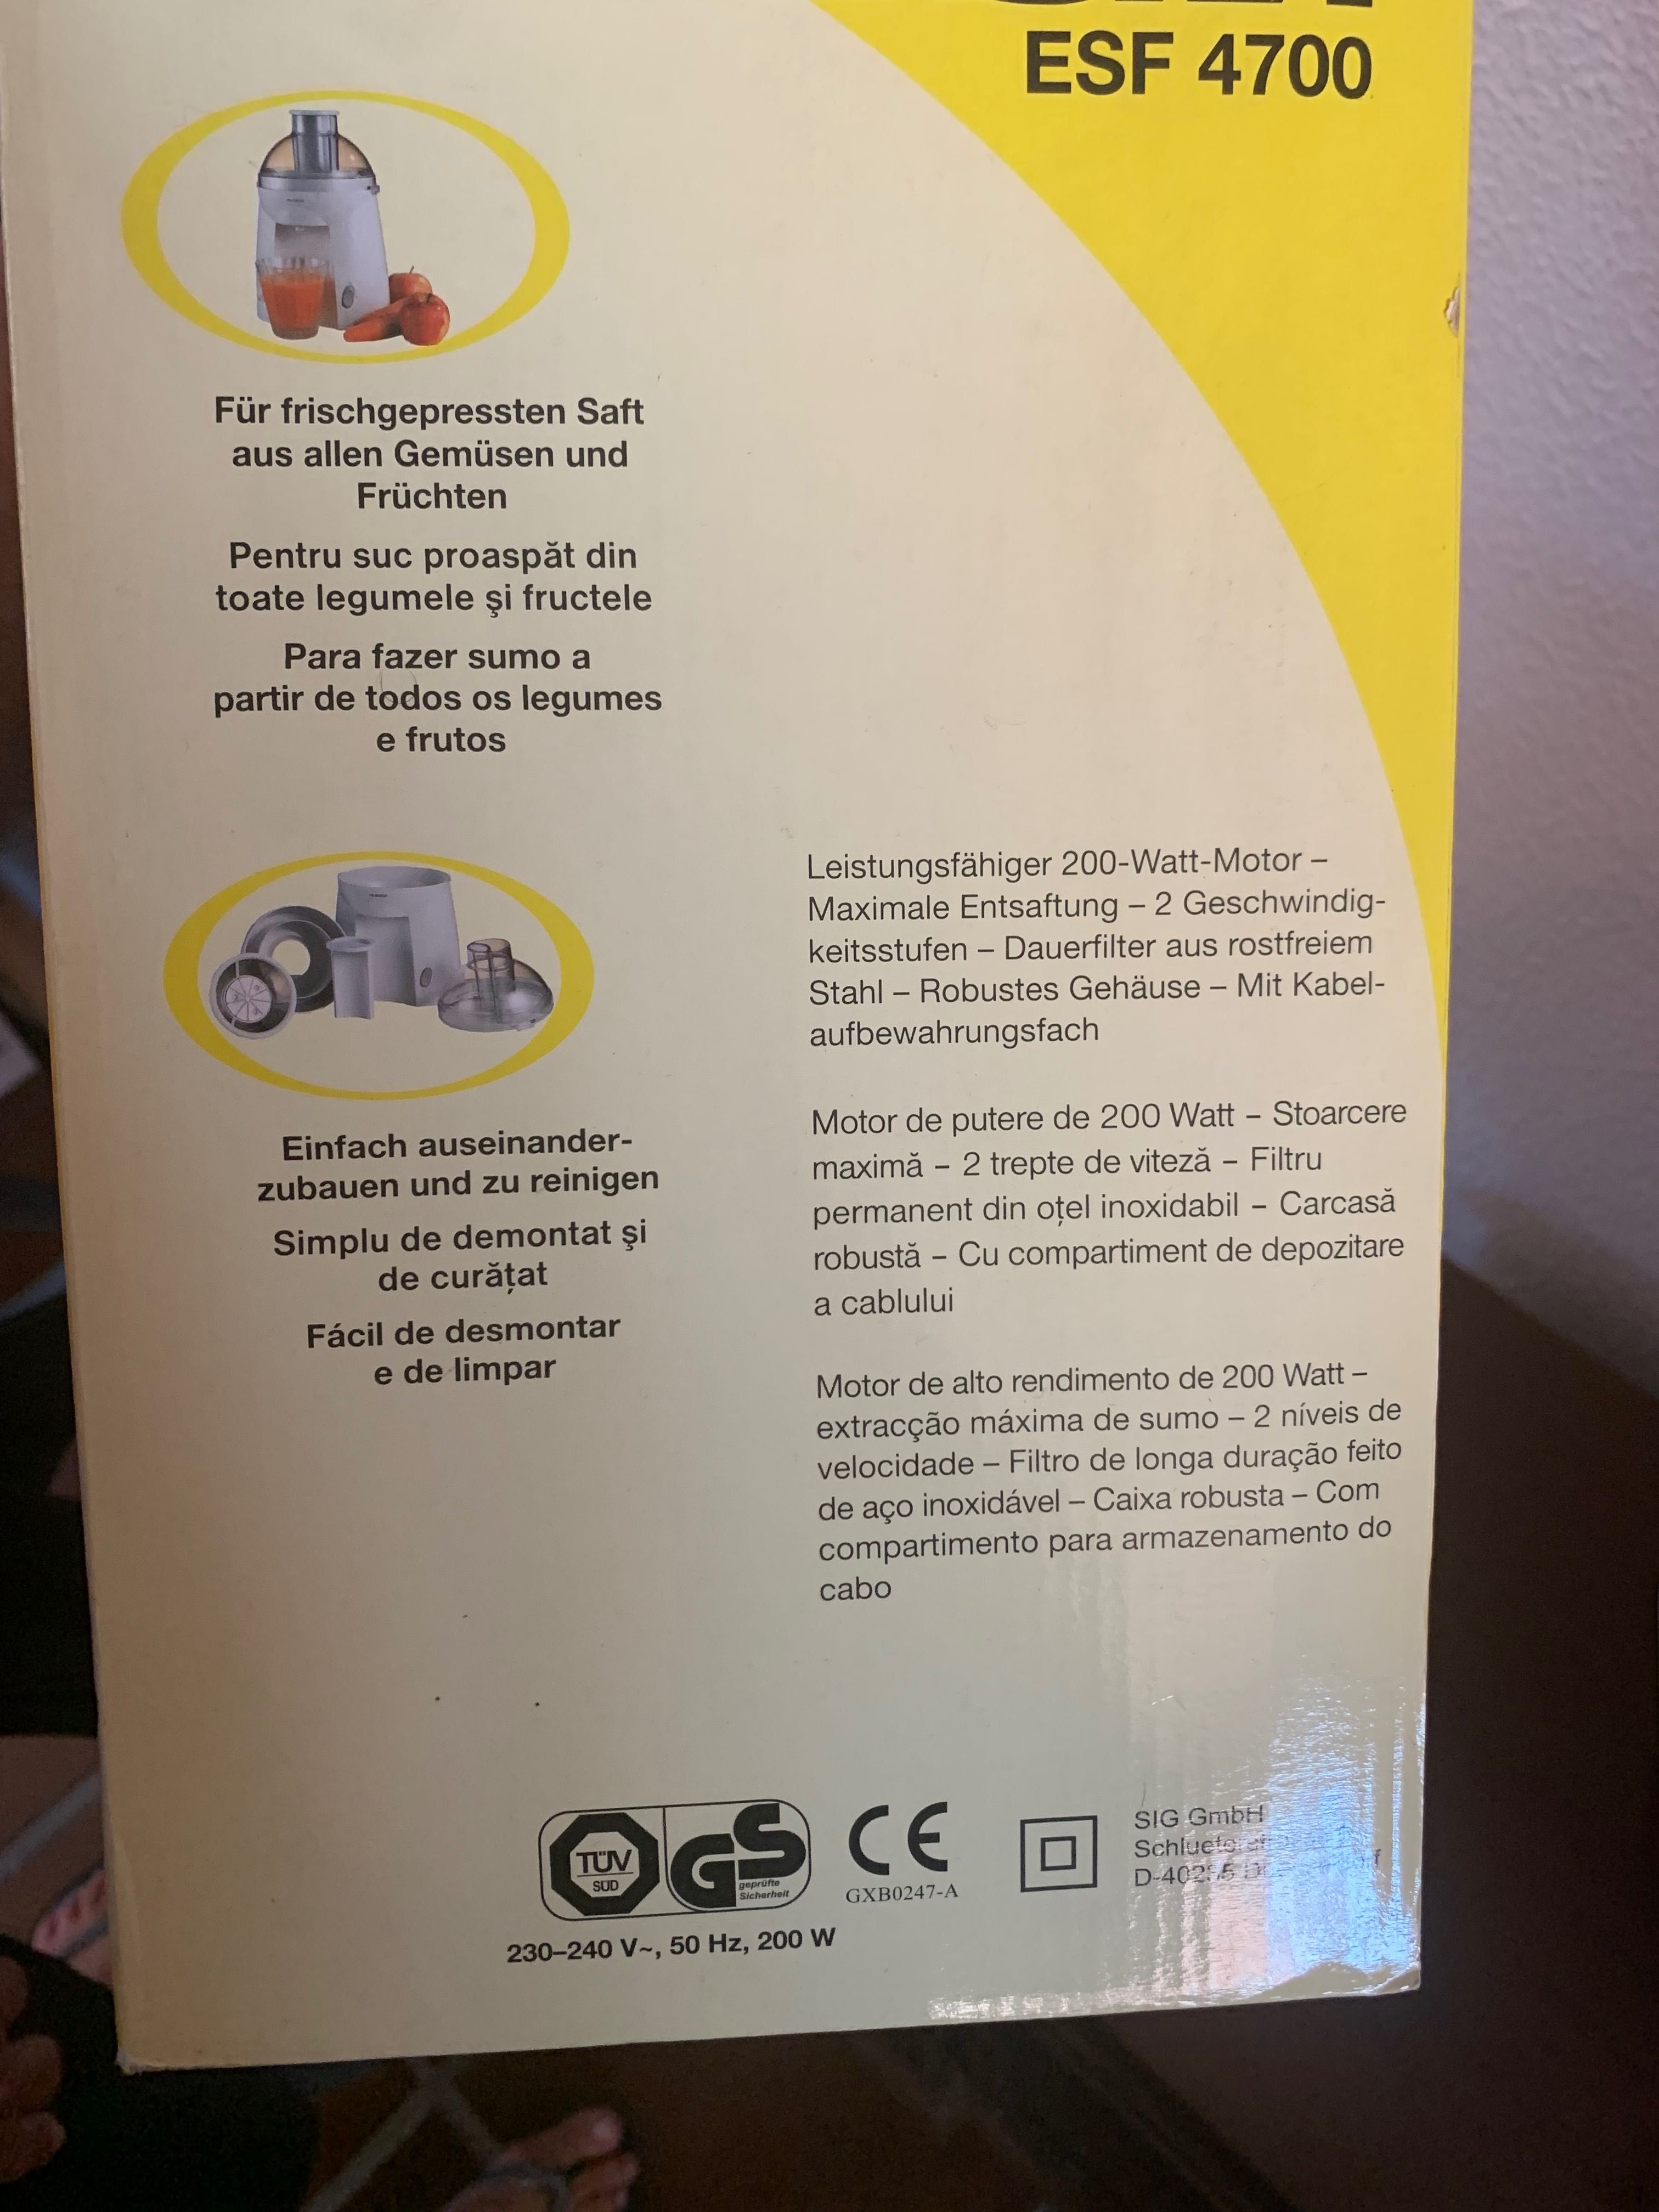 ESF 4700
Für frischgepressten Saft
aus allen Gemüsen und
Früchten
Pentru suc proaspăt din
toate legumele şi fructele
Para fazer sumo a
partir de todos os legumes
e frutos
Einfach auseinander-
zubauen und zu reinigen
Simplu de demontat şi
de curăţat
Fácil de desmontar
e de limpar
Leistungsfähiger 200-Watt-Motor –
Maximale Entsaftung – 2 Geschwindig-
keitsstufen – Dauerfilter aus rostfreiem
Stahl – Robustes Gehäuse – Mit Kabel-
aufbewahrungsfach
Motor de putere de 200 Watt – Stoarcere
maximă – 2 trepte de viteză – Filtru
permanent din oţel inoxidabil – Carcasă
robustă – Cu compartiment de depozitare
a cablului
Motor de alto rendimento de 200 Watt –
extracção máxima de sumo – 2 níveis de
velocidade – Filtro de longa duração feito
de aço inoxidável – Caixa robusta – Com
compartimento para armazenamento do
cabo
TÜV
SÜD
GS
geprüfte
Sicherheit
CE
GXB0247-A
SIG GmbH
230–240 V~, 50 Hz, 200 W